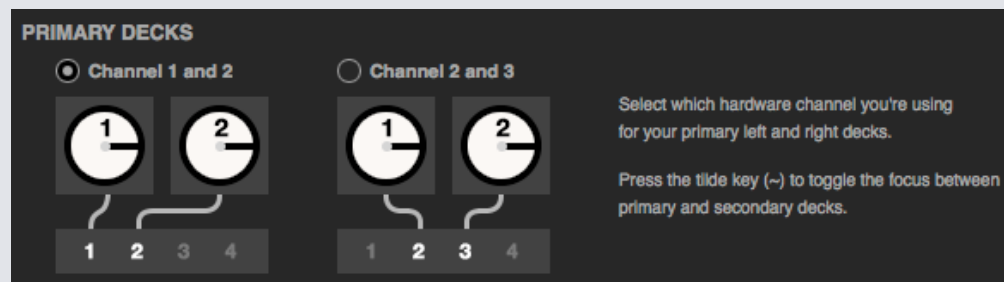 PRIMARY DECKS
Channel 1 and 2
Channel 2 and 3
1 2
1 2
Select which hardware channel you're using
for your primary left and right decks.
Press the tilde key (~) to toggle the focus between
primary and secondary decks.
1 2 3 4
1 2 3 4